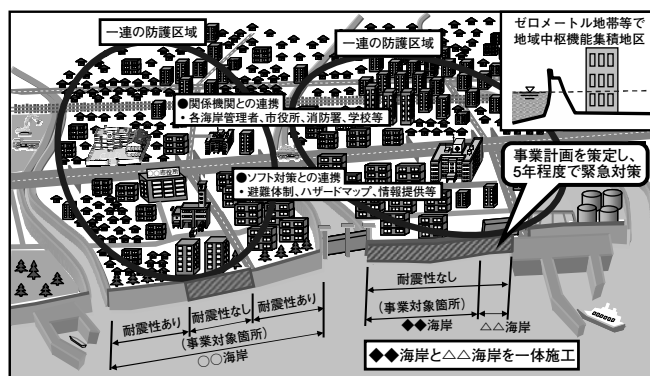 一連の防護区域
一連の防護区域
ゼロメートル地帯等で
地域中枢機能集積地区
●関係機関との連携
・各海岸管理者、市役所、消防署、学校等
●ソフト対策との連携
・避難体制、ハザードマップ、情報提供等
事業計画を策定し、
5年程度で緊急対策
耐震性あり
耐震性なし
耐震性あり
(事業対象箇所)
○○海岸
耐震性なし
(事業対象箇所)
◆◆海岸
△△海岸
◆◆海岸と△△海岸を一体施工